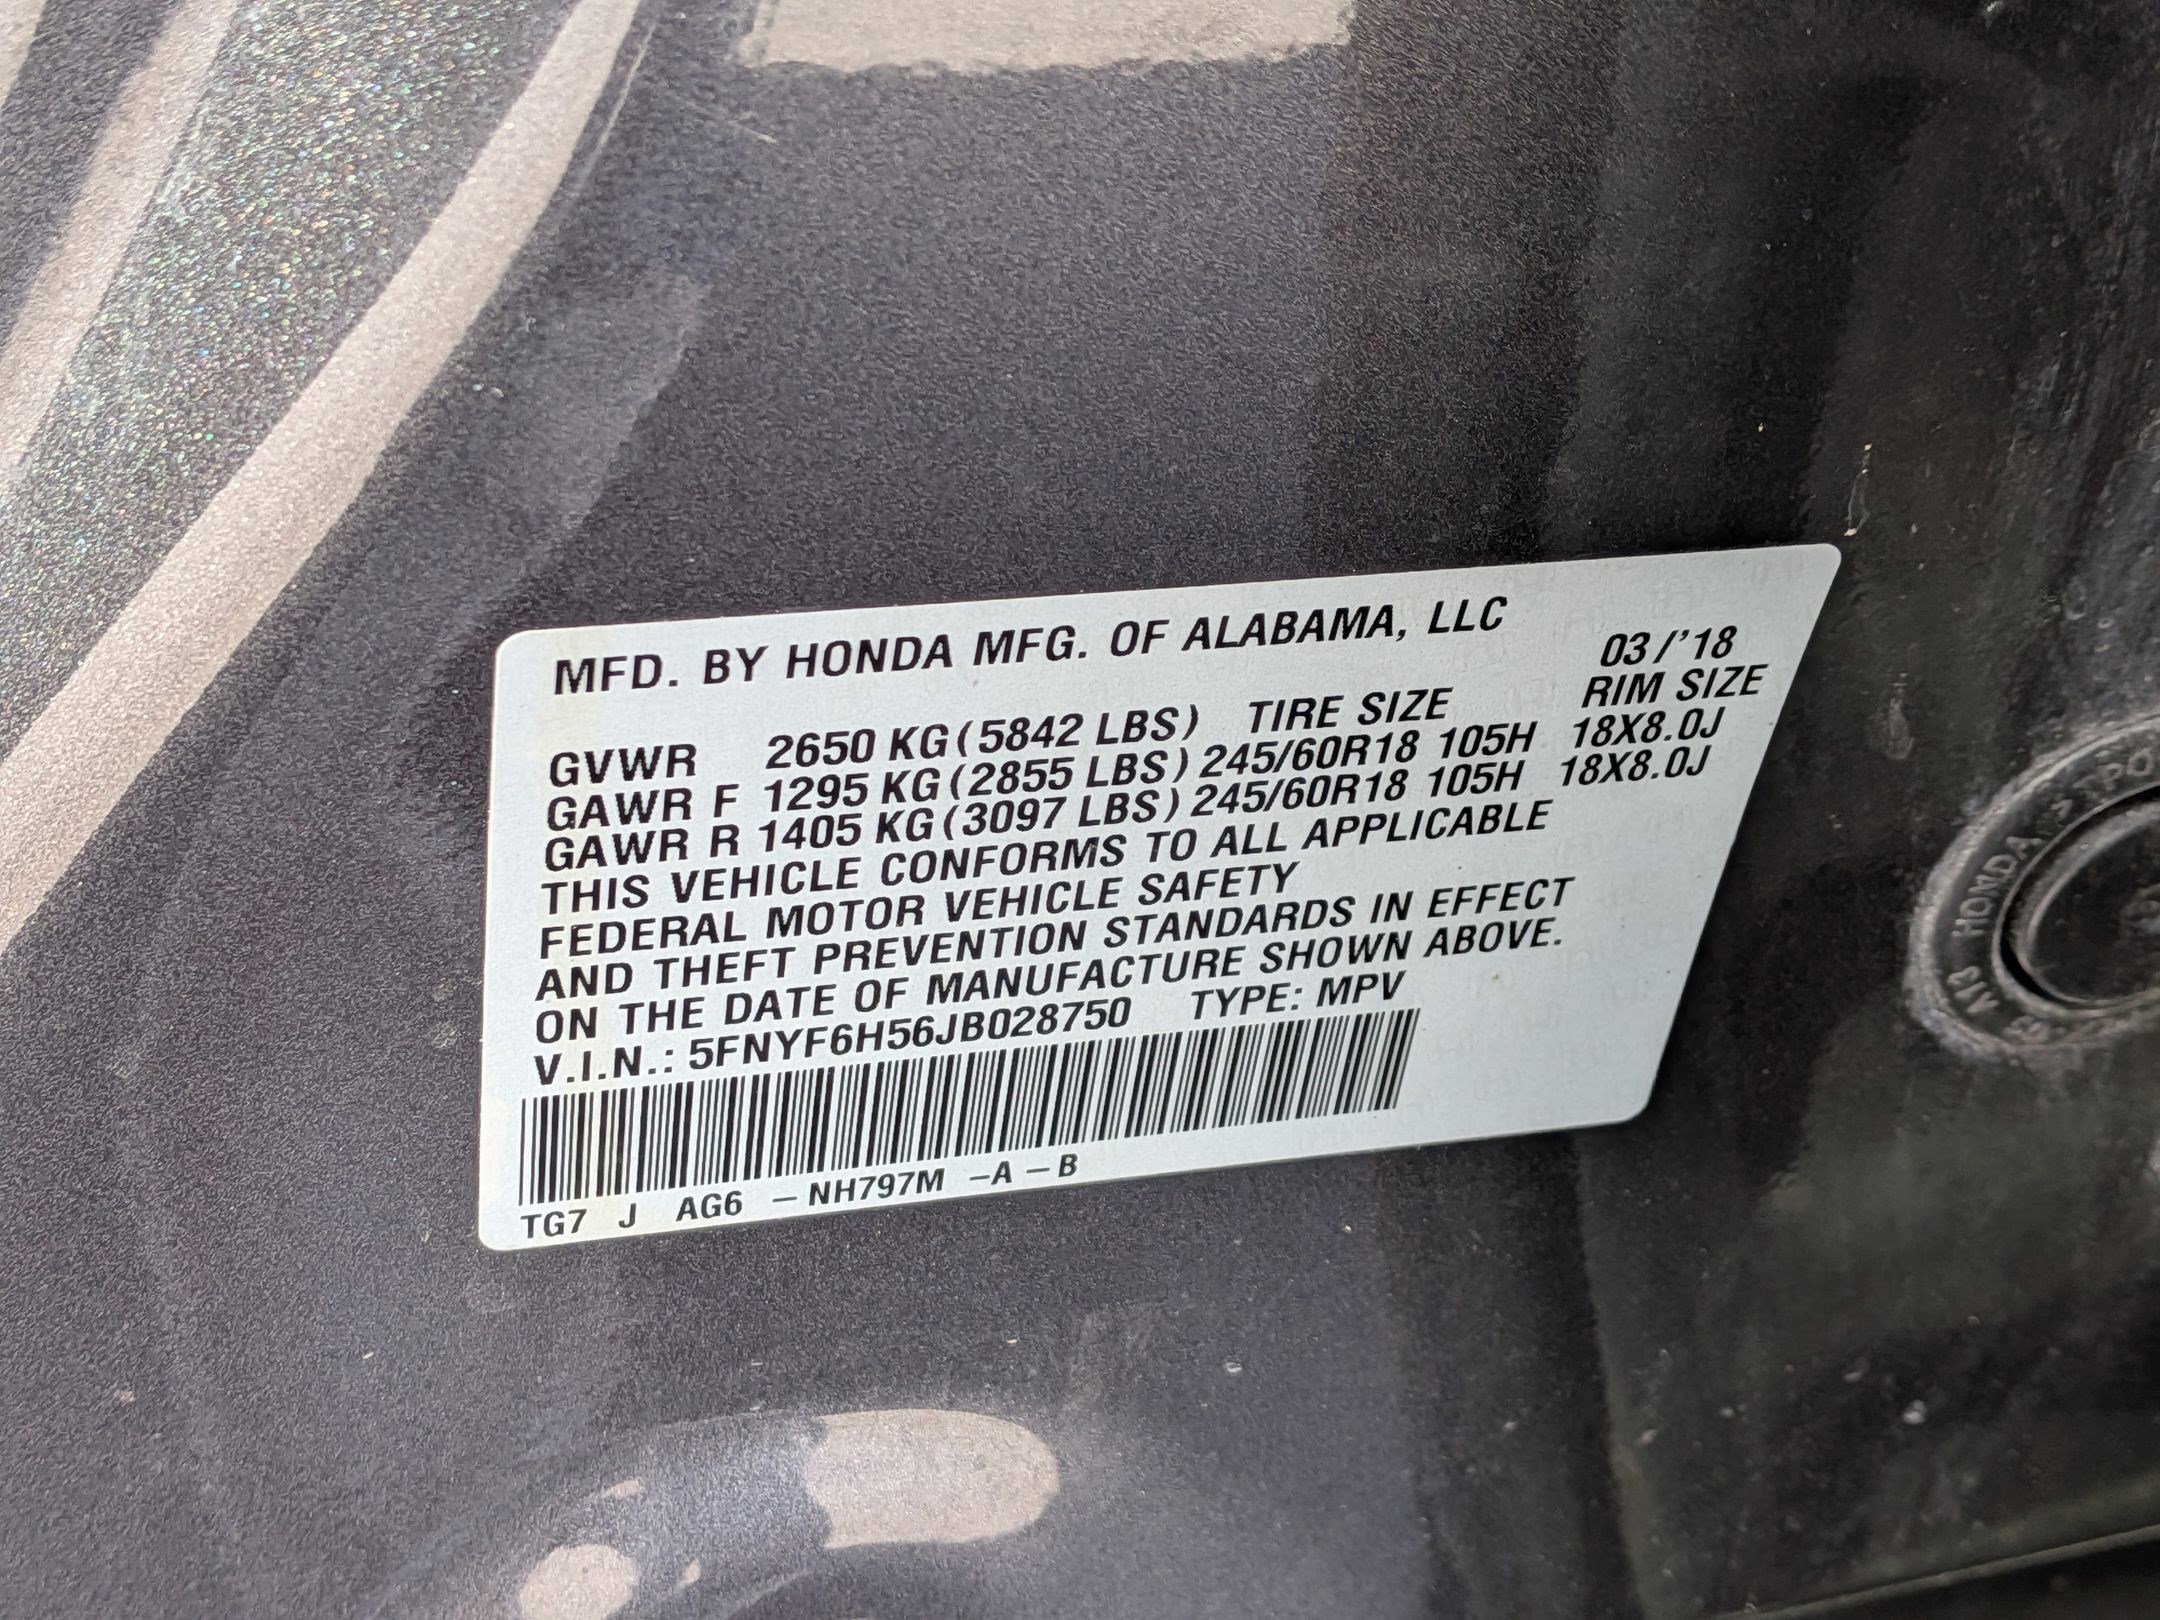 MFD. BY HONDA MFG. OF ALABAMA, LLC
03/'18
GVWR 2650 KG (5842 LBS) TIRE SIZE RIM SIZE
GAWR F 1295 KG (2855 LBS) 245/60R18 105H 18X8.0J
GAWR R 1405 KG (3097 LBS) 245/60R18 105H 18X8.0J
THIS VEHICLE CONFORMS TO ALL APPLICABLE
FEDERAL MOTOR VEHICLE SAFETY
AND THEFT PREVENTION STANDARDS IN EFFECT
ON THE DATE OF MANUFACTURE SHOWN ABOVE.
V.I.N.: 5FNYF6H56JB028750 TYPE: MPV
TG7 J AG6 -NH797M -A-B
HONDA